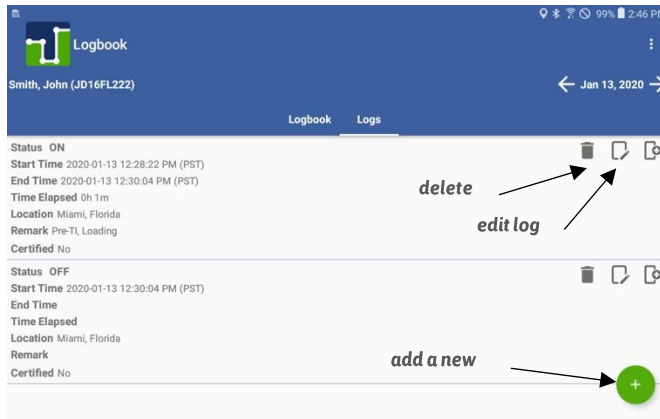 99% 2:46 PM
Logbook
Smith, John (JD16FL222)
Jan 13, 2020
Logbook Logs
Status ON
Start Time 2020-01-13 12:28:22 PM (PST)
End Time 2020-01-13 12:30:04 PM (PST)
Time Elapsed 0h 1m
Location Miami, Florida
Remark Pre-TI, Loading
Certified No
delete
edit log
Status OFF
Start Time 2020-01-13 12:30:04 PM (PST)
End Time
Time Elapsed
Location Miami, Florida
Remark
Certified No
add a new